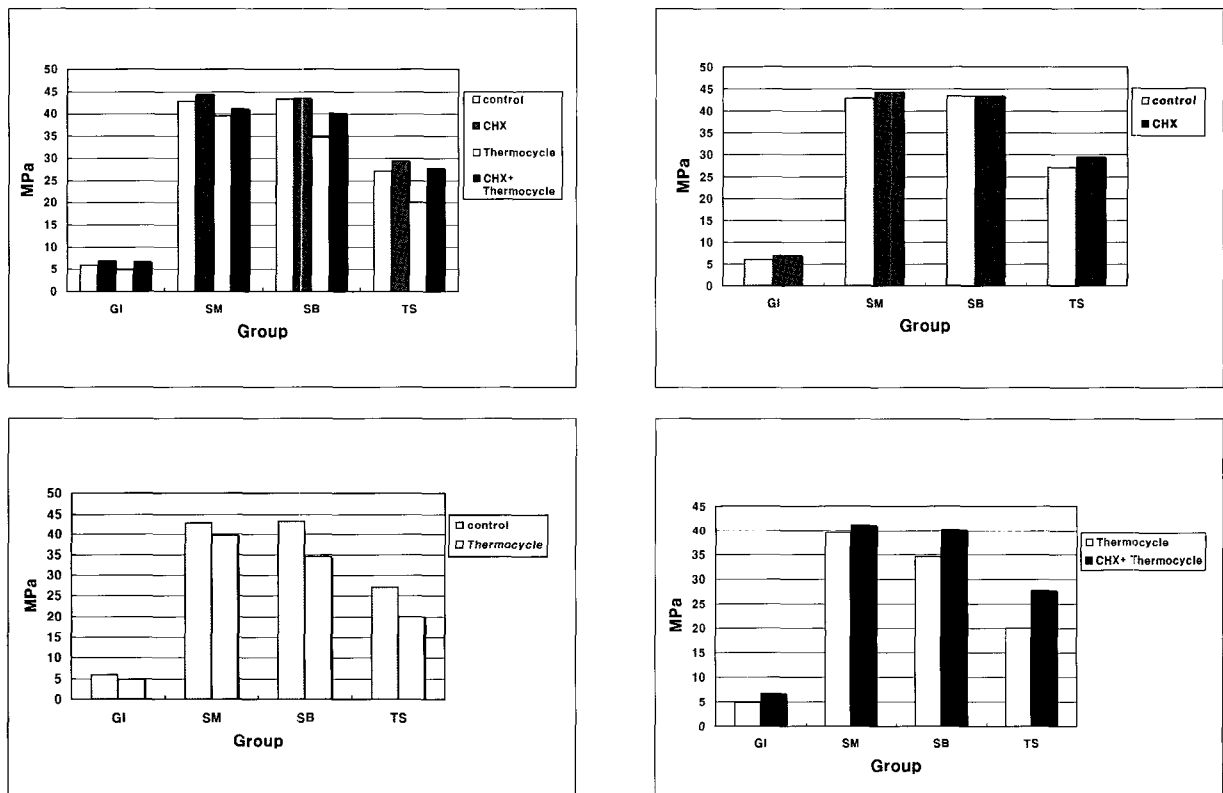 50
45
40
35
30
25
20
15
10
5
0
MPa
GI SM SB TS
Group
control
CHX
Thermocycle
CHX+
Thermocycle
50
45
40
35
30
25
20
15
10
5
0
MPa
GI SM SB TS
Group
control
CHX
50
45
40
35
30
25
20
15
10
5
0
MPa
GI SM SB TS
Group
control
Thermocycle
45
40
35
30
25
20
15
10
5
0
MPa
GI SM SB TS
Group
Thermocycle
CHX+ Thermocycle